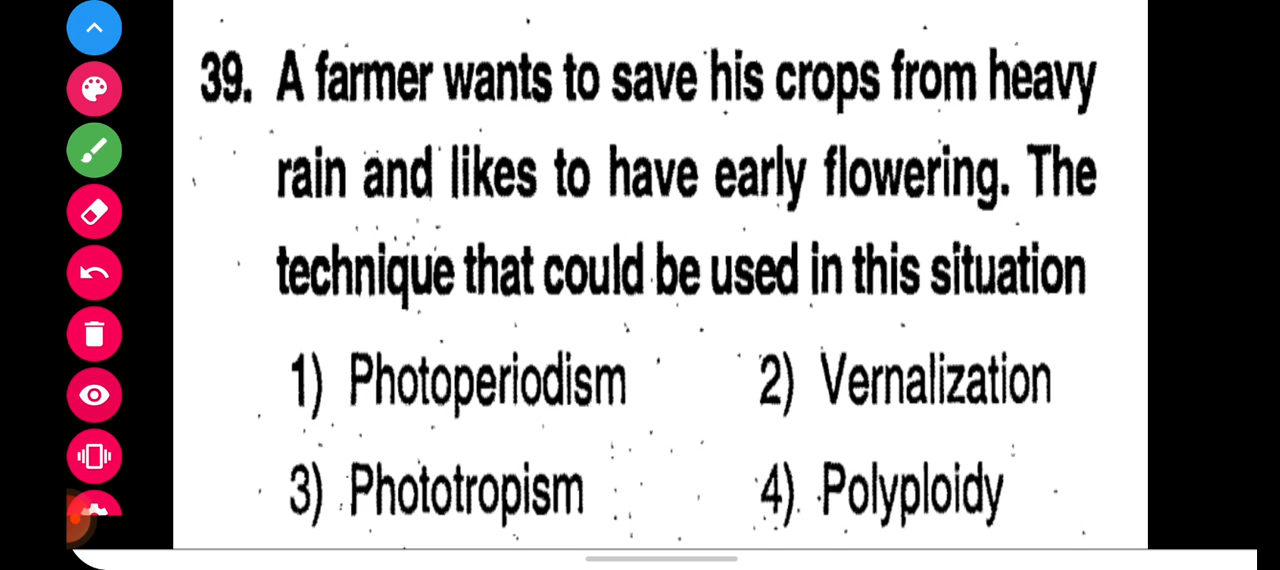 39. A farmer wants to save his crops from heavy
rain and likes to have early flowering. The
technique that could be used in this situation
1) Photoperiodism 2) Vernalization
3) Phototropism 4) Polyploidy